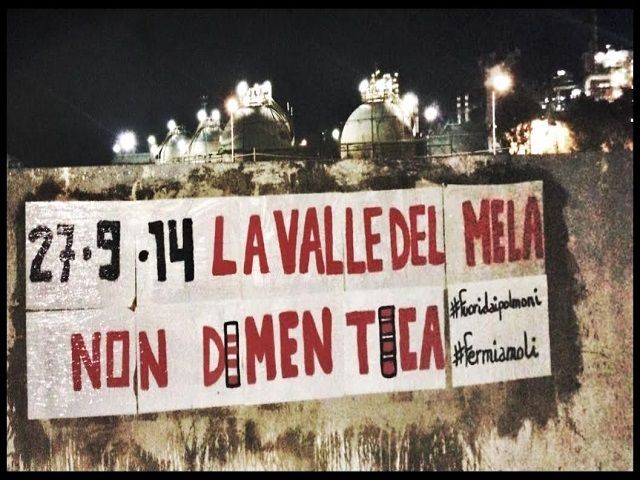 27·9·14 LA VALLE DEL MELA
NON DIMENTICA
#fuoridaipolmoni
#fermiamoli